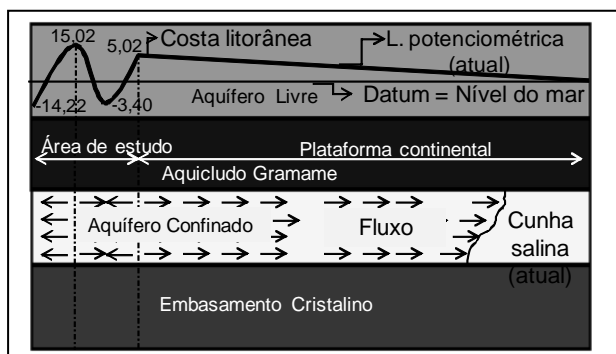 15,02
5,02
Costa litorânea
L. potenciométrica
(atual)
-14,22
-3,40
Aquífero Livre
Datum = Nível do mar
Área de estudo
Plataforma continental
Aquicludo Gramame
Aquífero Confinado
Fluxo
Cunha
salina
(atual)
Embasamento Cristalino